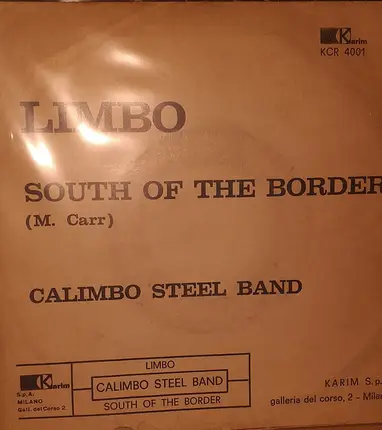 Karim
KCR 4001
LIMBO
SOUTH OF THE BORDER
(M. Carr)
CALIMBO STEEL BAND
Karim
S.p.A.
MILANO
Gall. del Corso 2
LIMBO
CALIMBO STEEL BAND
SOUTH OF THE BORDER
KARIM S.p.
galleria del corso, 2 - Milan